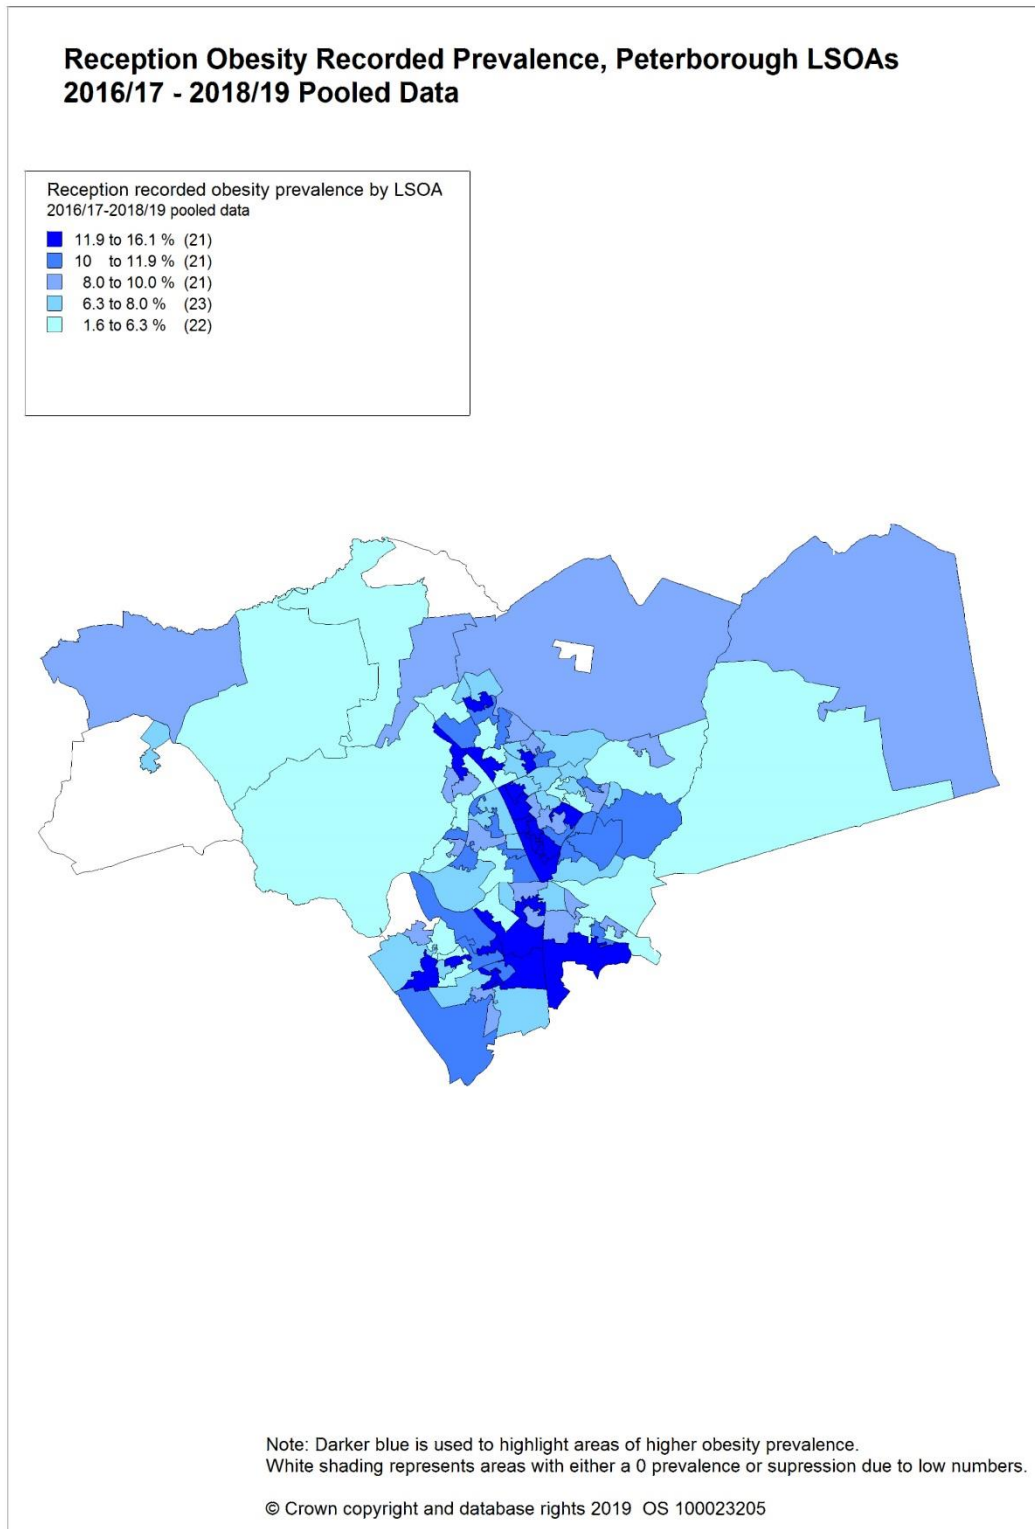 Reception Obesity Recorded Prevalence, Peterborough LSOAs
2016/17 - 2018/19 Pooled Data
Reception recorded obesity prevalence by LSOA
2016/17-2018/19 pooled data
11.9 to 16.1 % (21)
10 to 11.9 % (21)
8.0 to 10.0 % (21)
6.3 to 8.0 % (23)
1.6 to 6.3 % (22)
Note: Darker blue is used to highlight areas of higher obesity prevalence.
White shading represents areas with either a 0 prevalence or supression due to low numbers.
© Crown copyright and database rights 2019 OS 100023205